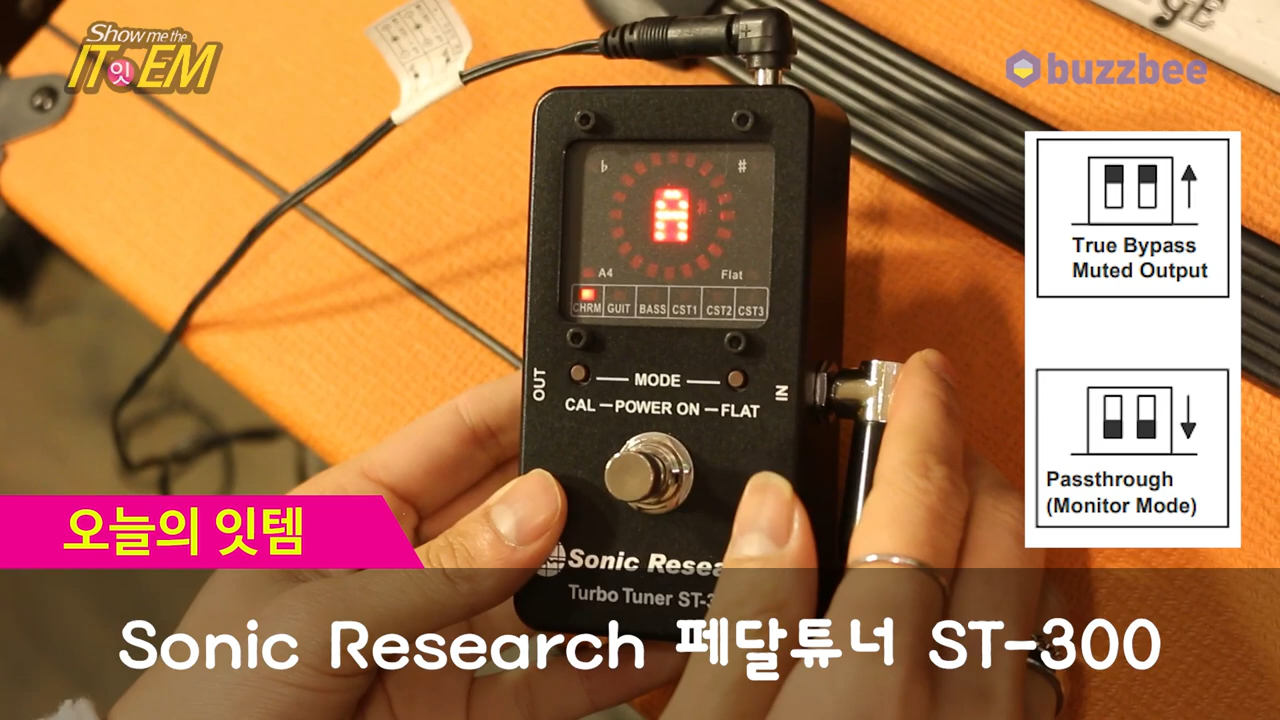 Show me the
IT잇EM
buzzbee
True Bypass
Muted Output
♭ #
A
A4 Flat
CHRM GUIT BASS CST1 CST2 CST3
OUT
MODE
IN
CAL — POWER ON — FLAT
Passthrough
(Monitor Mode)
오늘의 잇템
Sonic Resea
Turbo Tuner ST-3
Sonic Research 페달튜너 ST-300